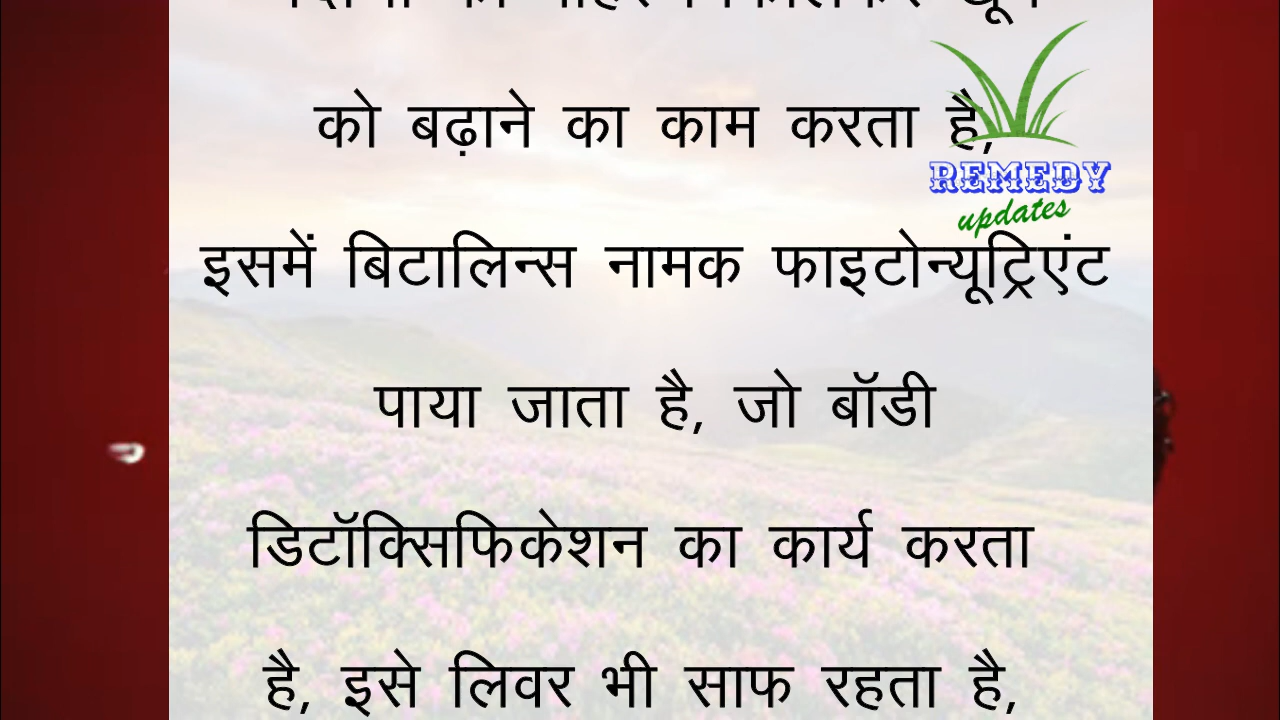 को बढ़ाने का काम करता है,
REMEDY
updates
इसमें बिटालिन्स नामक फाइटोन्यूट्रिएंट
पाया जाता है, जो बॉडी
डिटॉक्सिफिकेशन का कार्य करता
है, इसे लिवर भी साफ रहता है,